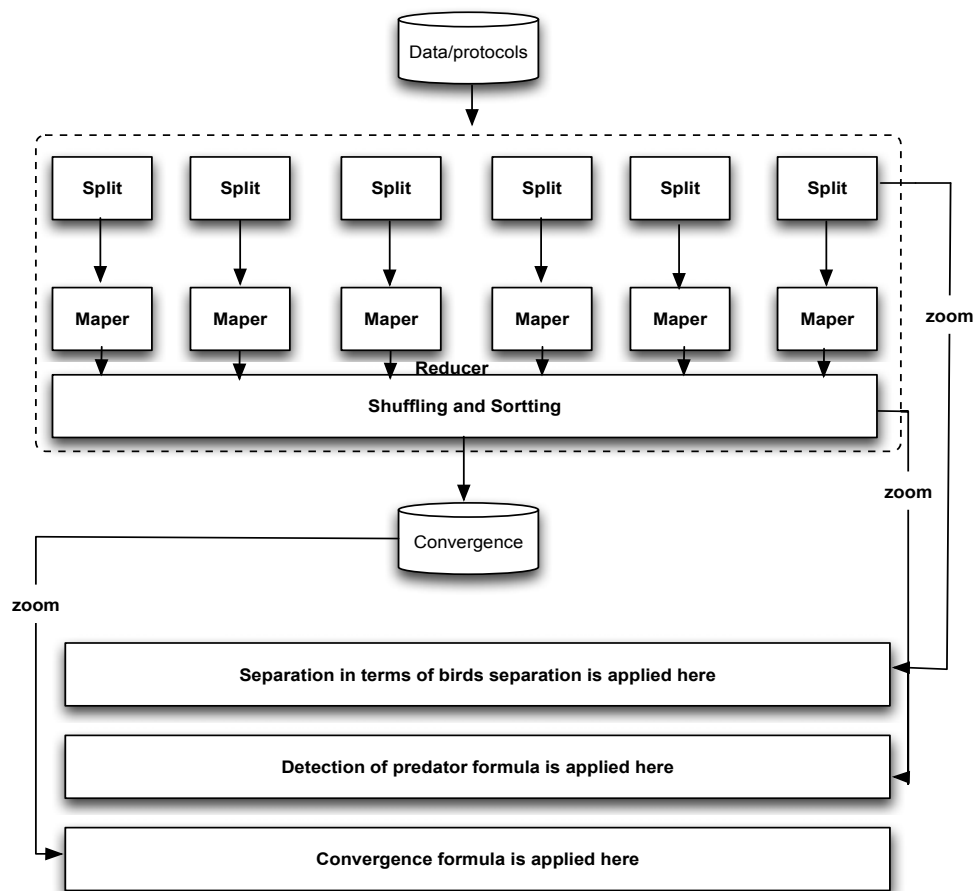 Data/protocols
Split Split Split Split Split Split
Maper Maper Maper Maper Maper Maper
zoom
Reducer
Shuffling and Sortting
zoom
Convergence
zoom
Separation in terms of birds separation is applied here
Detection of predator formula is applied here
Convergence formula is applied here